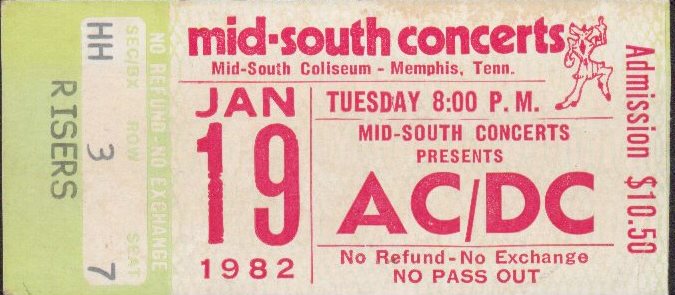 HH 3 7
SEC/BX ROW SEAT
RISERS
NO REFUND - NO EXCHANGE
mid-south concerts
Mid-South Coliseum - Memphis, Tenn.
JAN
19
1982
TUESDAY 8:00 P. M.
MID-SOUTH CONCERTS
PRESENTS
AC/DC
No Refund - No Exchange
NO PASS OUT
Admission $10.50